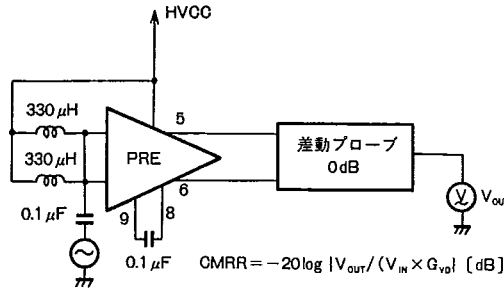 HVCC
330 μH
5
PRE
差動プローブ
0dB
330 μH
6
0.1 μF
9
8
V
V_OUT
0.1 μF
CMRR=−20log |V_OUT/(V_IN×G_VD)| [dB]